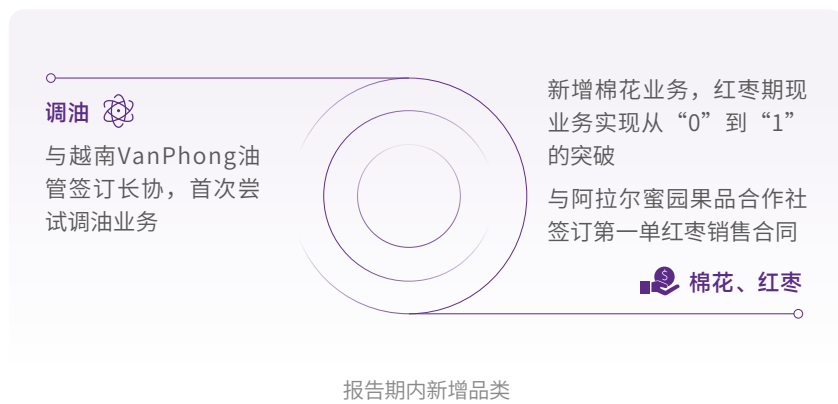 调油
与越南VanPhong油
管签订长协，首次尝
试调油业务
新增棉花业务，红枣期现
业务实现从“0”到“1”
的突破
与阿拉尔蜜园果品合作社
签订第一单红枣销售合同
$
棉花、红枣
报告期内新增品类